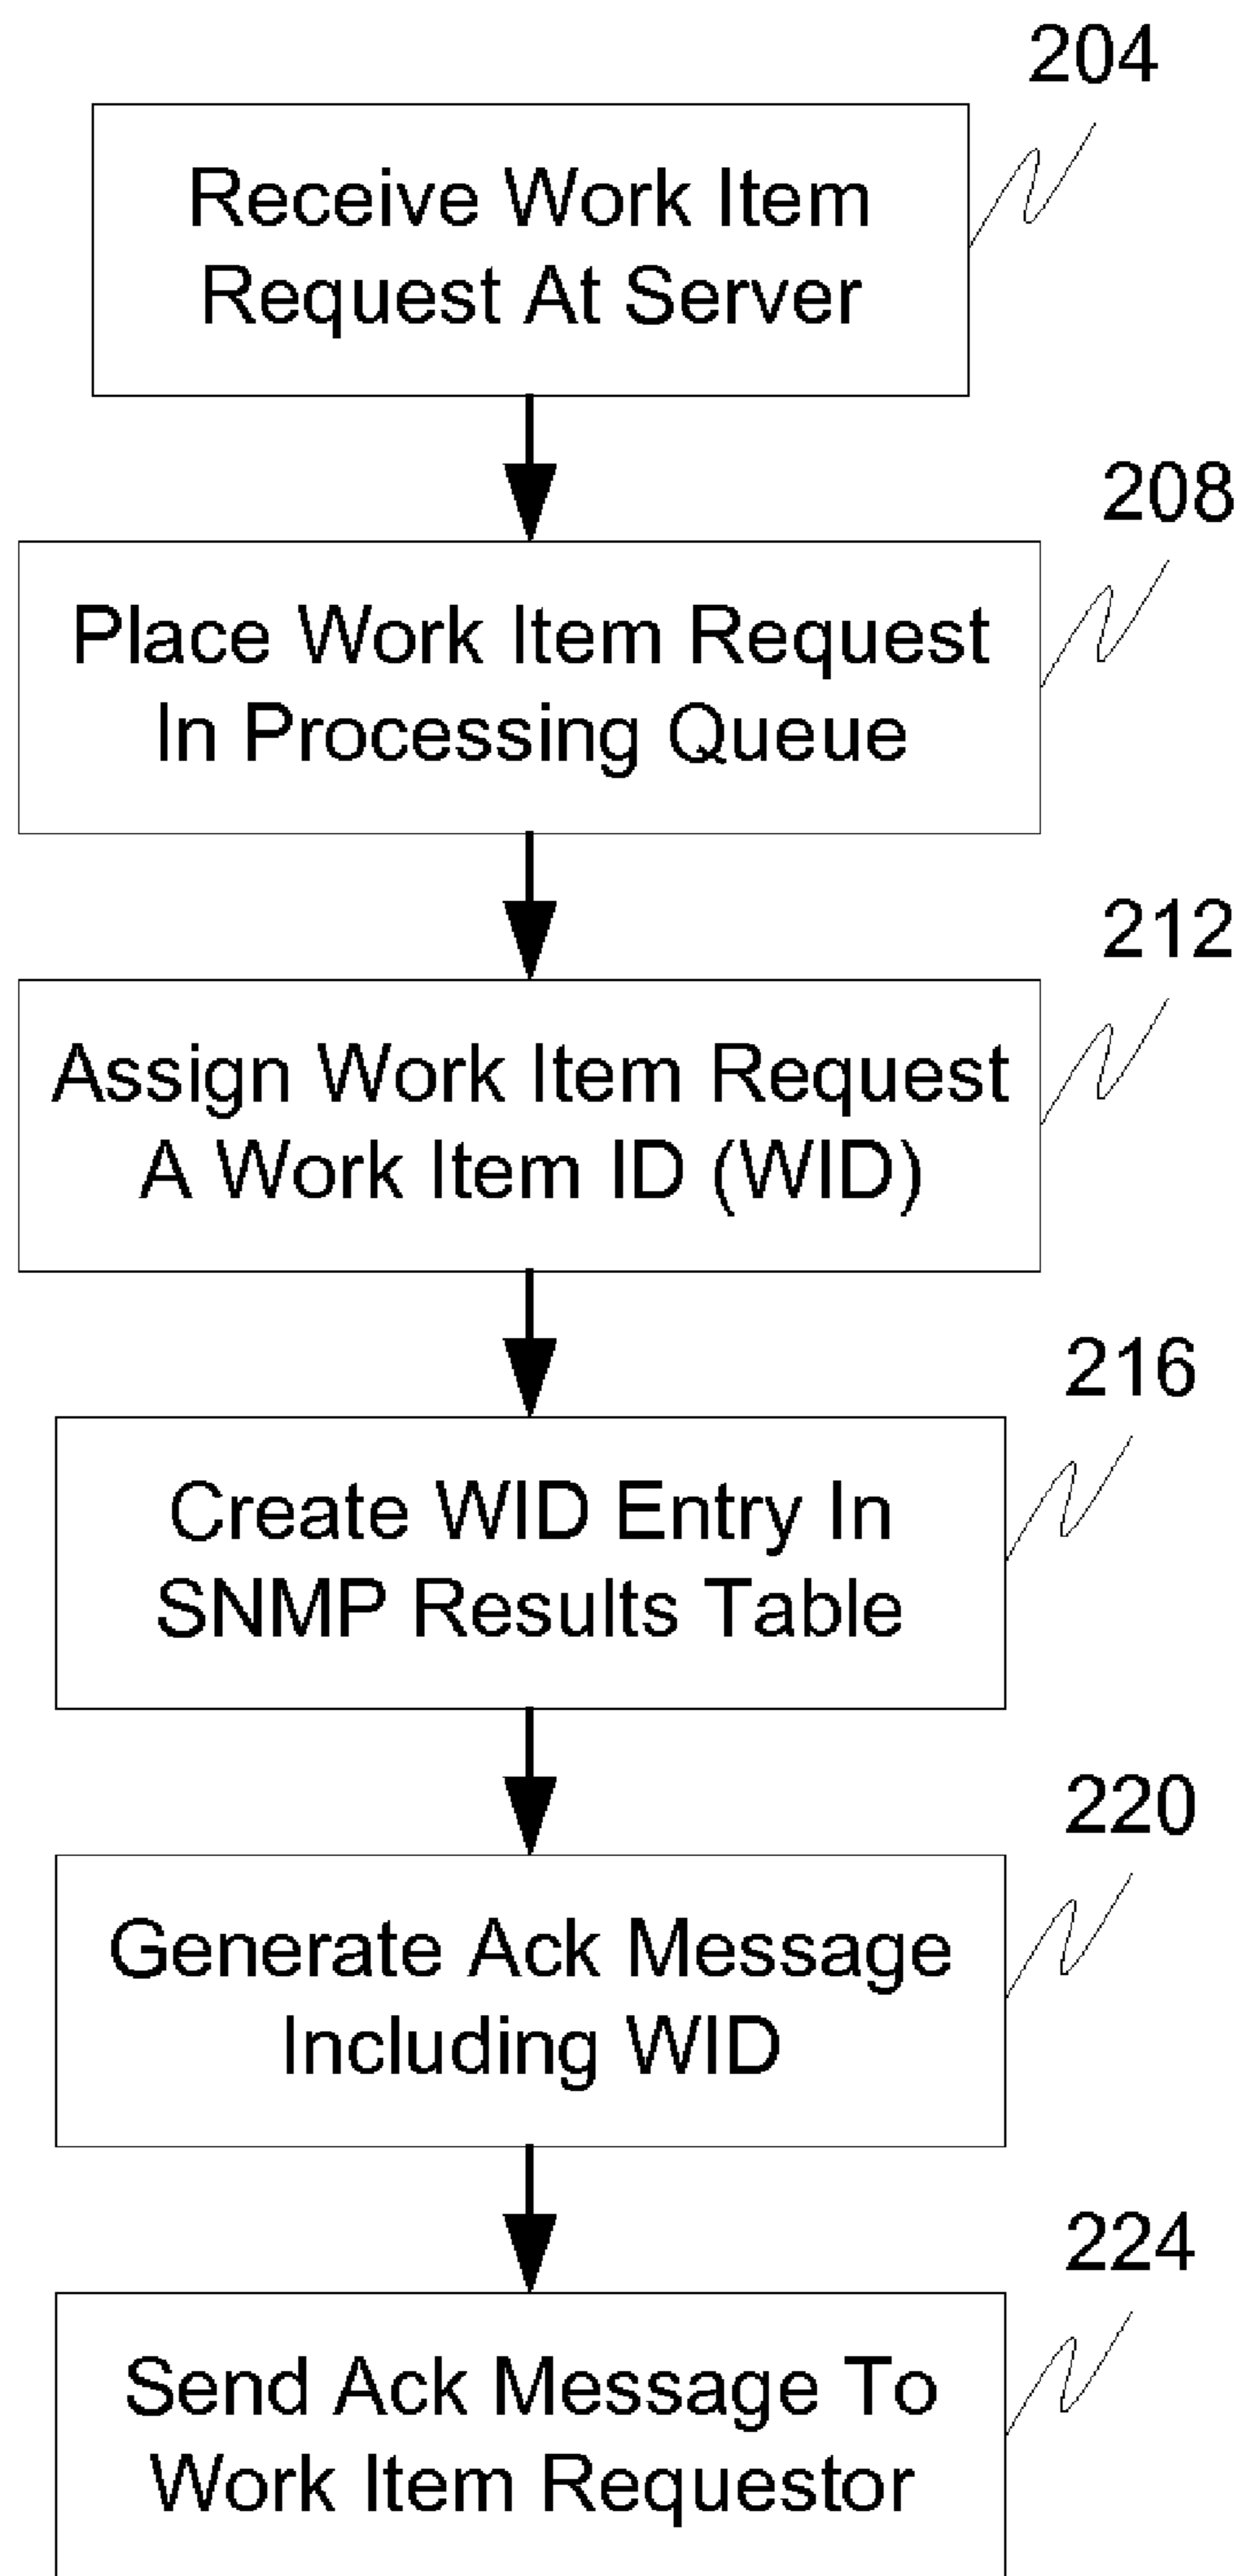 204
Receive Work Item
Request At Server
208
Place Work Item Request
In Processing Queue
212
Assign Work Item Request
A Work Item ID (WID)
216
Create WID Entry In
SNMP Results Table
220
Generate Ack Message
Including WID
224
Send Ack Message To
Work Item Requestor